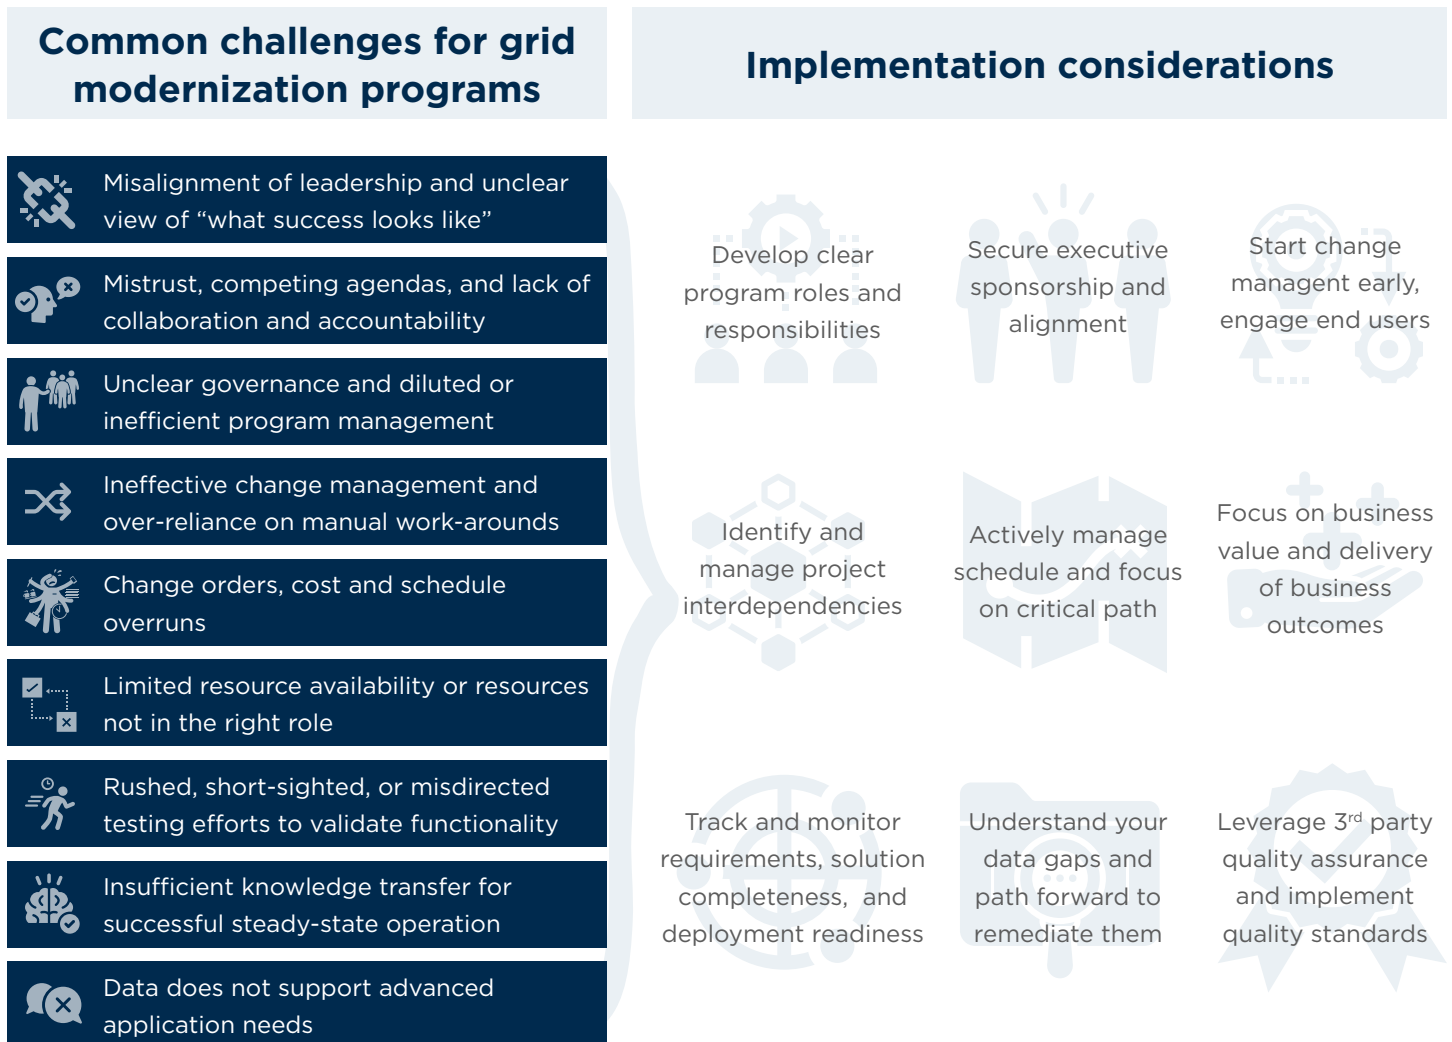 Common challenges for grid
modernization programs
Implementation considerations
Misalignment of leadership and unclear
view of “what success looks like”
Mistrust, competing agendas, and lack of
collaboration and accountability
Unclear governance and diluted or
inefficient program management
Ineffective change management and
over-reliance on manual work-arounds
Change orders, cost and schedule
overruns
Limited resource availability or resources
not in the right role
Rushed, short-sighted, or misdirected
testing efforts to validate functionality
Insufficient knowledge transfer for
successful steady-state operation
Data does not support advanced
application needs
Develop clear
program roles and
responsibilities
Secure executive
sponsorship and
alignment
Start change
managent early,
engage end users
Identify and
manage project
interdependencies
Actively manage
schedule and focus
on critical path
Focus on business
value and delivery
of business
outcomes
Track and monitor
requirements, solution
completeness, and
deployment readiness
Understand your
data gaps and
path forward to
remediate them
Leverage 3rd party
quality assurance
and implement
quality standards